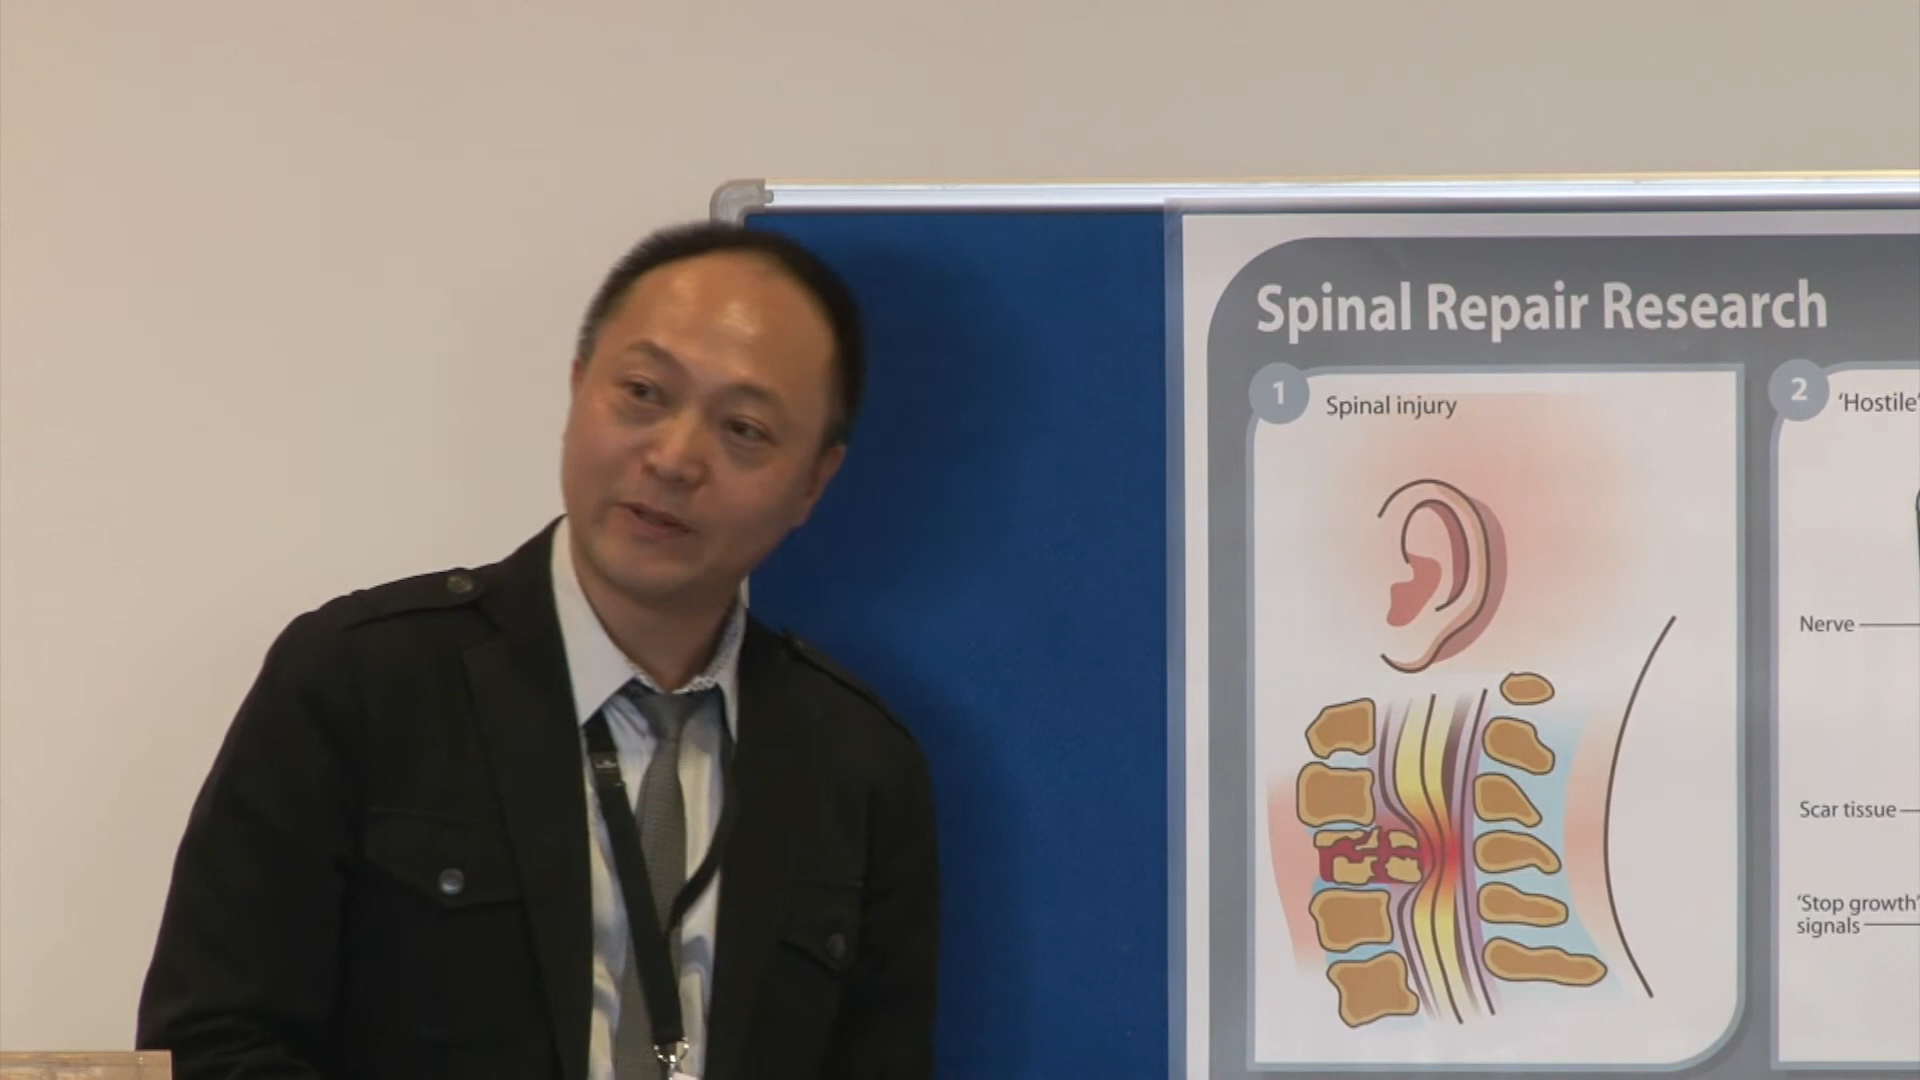 Spinal Repair Research
1
Spinal injury
2
'Hostile'
Nerve
Scar tissue
'Stop growth'
signals